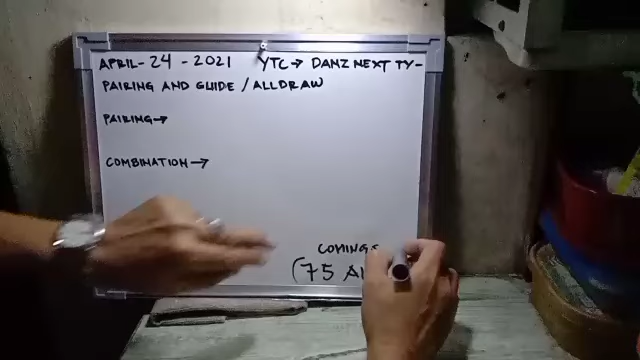 APRIL-24-2021 YTC→ DANZ NEXT TY-
PAIRING AND GUIDE / ALLDRAW
PAIRING→
COMBINATION→
COMING
(75